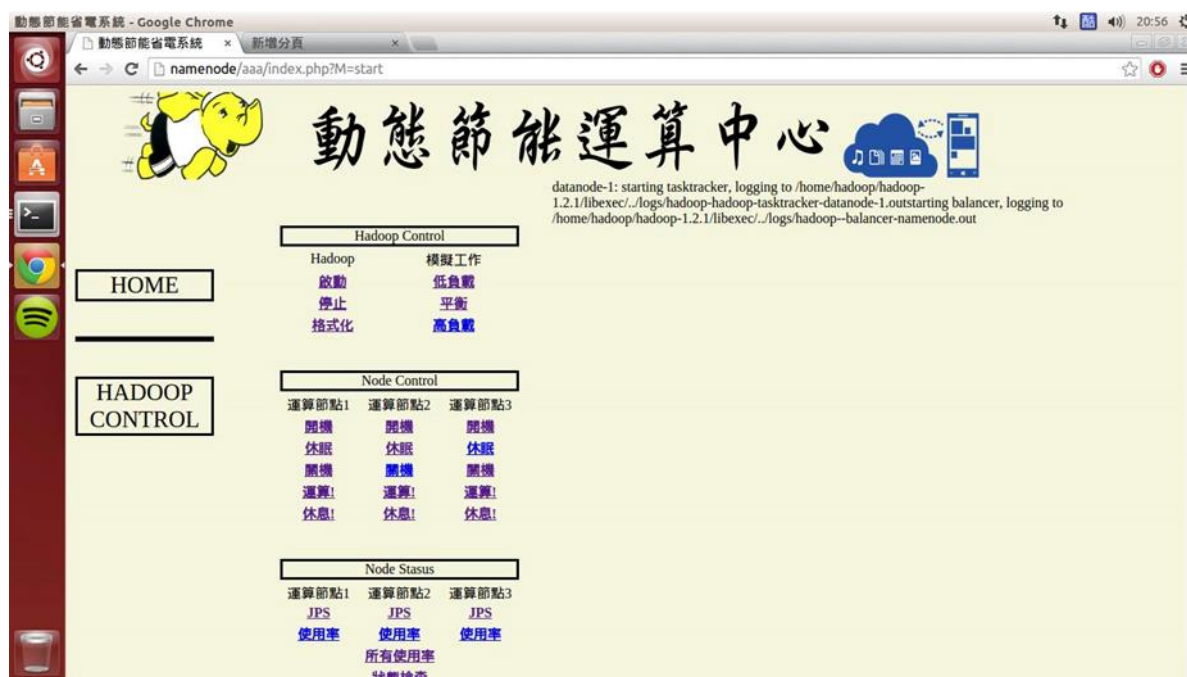 動態節能省電系統 - Google Chrome
20:56
動態節能省電系統 ×
新增分頁 ×
namenode/aaa/index.php?M=start
動態節能運算中心
datanode-1: starting tasktracker, logging to /home/hadoop/hadoop-
1.2.1/libexec/../logs/hadoop-hadoop-tasktracker-datanode-1.outstarting balancer, logging to
/home/hadoop/hadoop-1.2.1/libexec/../logs/hadoop--balancer-namenode.out
HOME
HADOOP
CONTROL
Hadoop Control
Hadoop 模擬工作
啟動 低負載
停止 平衡
格式化 高負載
Node Control
運算節點1 運算節點2 運算節點3
開機 開機 開機
休眠 休眠 休眠
關機 關機 關機
運算! 運算! 運算!
休息! 休息! 休息!
Node Stasus
運算節點1 運算節點2 運算節點3
JPS JPS JPS
使用率 使用率 使用率
所有使用率
狀態檢查